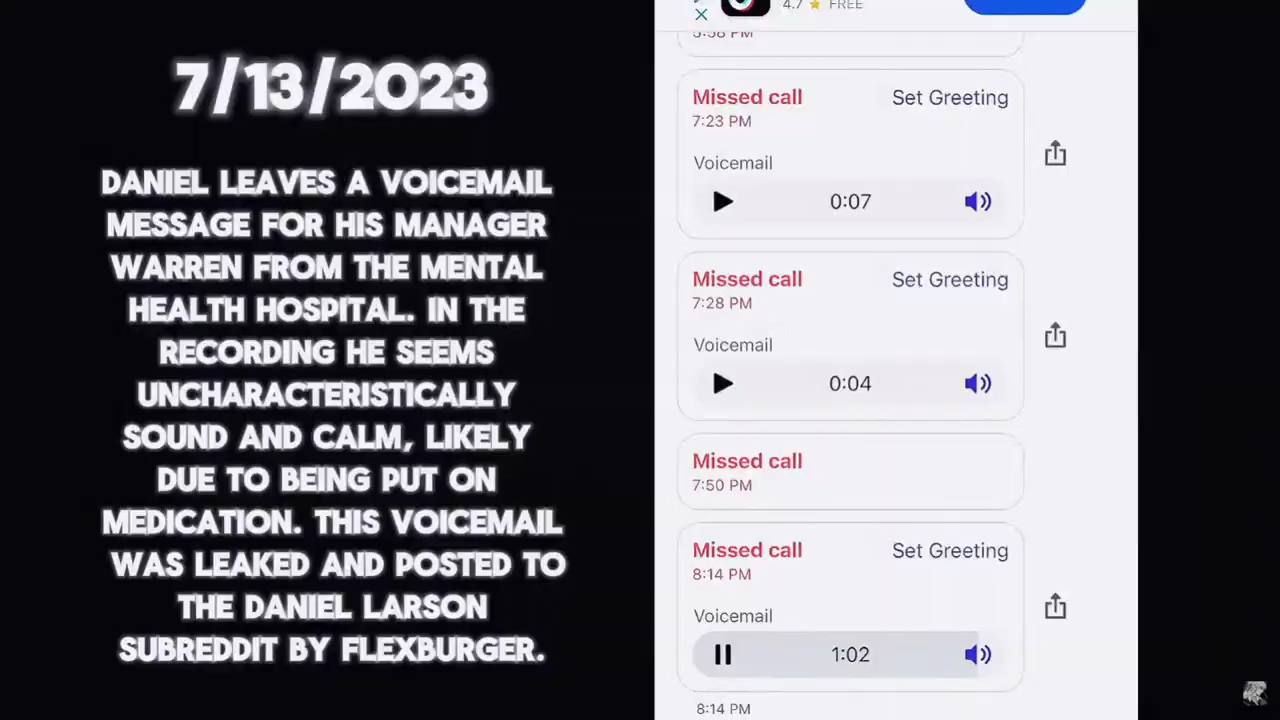 7/13/2023
DANIEL LEAVES A VOICEMAIL
MESSAGE FOR HIS MANAGER
WARREN FROM THE MENTAL
HEALTH HOSPITAL. IN THE
RECORDING HE SEEMS
UNCHARACTERISTICALLY
SOUND AND CALM, LIKELY
DUE TO BEING PUT ON
MEDICATION. THIS VOICEMAIL
WAS LEAKED AND POSTED TO
THE DANIEL LARSON
SUBREDDIT BY FLEXBURGER.
4.7 ★ FREE
5:58 PM
Missed call Set Greeting
7:23 PM
Voicemail
0:07
Missed call Set Greeting
7:28 PM
Voicemail
0:04
Missed call
7:50 PM
Missed call Set Greeting
8:14 PM
Voicemail
1:02
8:14 PM